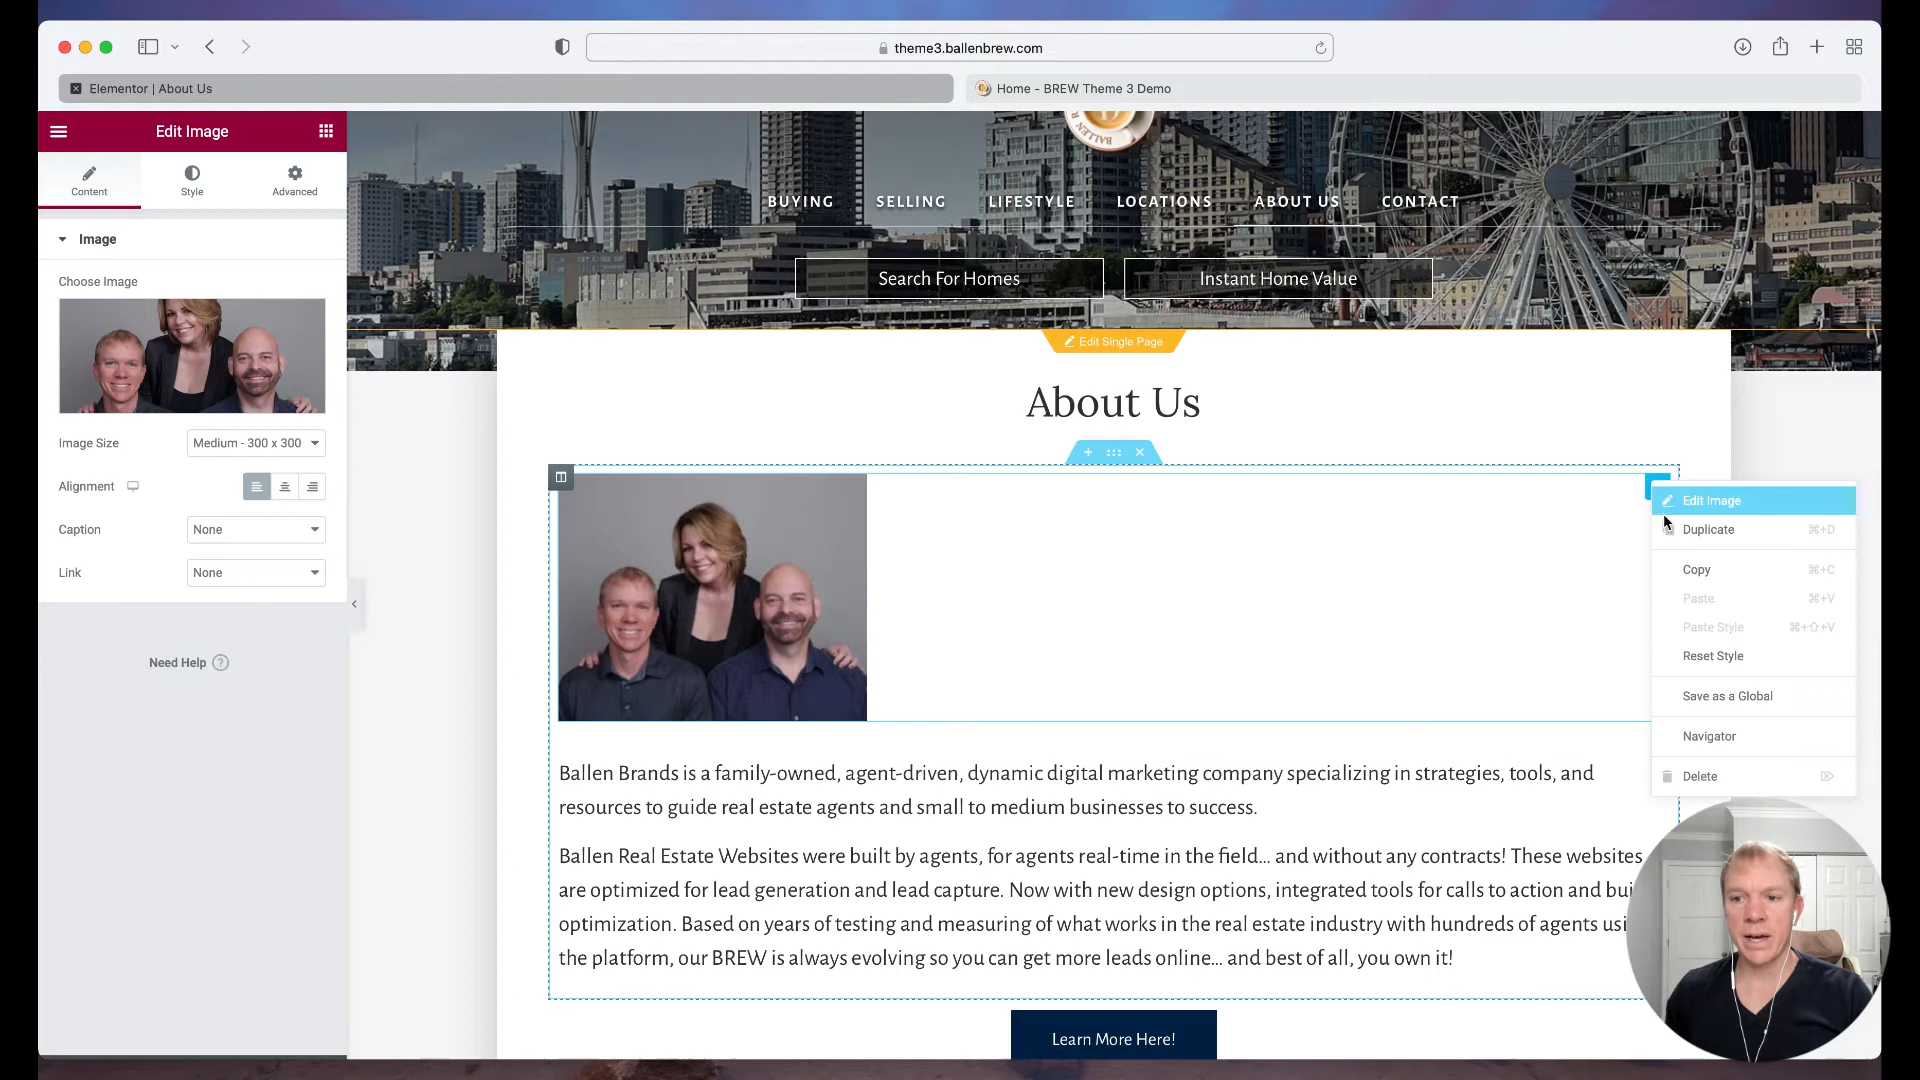 theme3.ballenbrew.com
Elementor | About Us
Home - BREW Theme 3 Demo
Edit Image
Content
Style
Advanced
Image
Choose Image
Image Size
Medium - 300 x 300
Alignment
Caption
None
Link
None
Need Help ?
BALLEN
BUYING
SELLING
LIFESTYLE
LOCATIONS
ABOUT US
CONTACT
Search For Homes
Instant Home Value
Edit Single Page
About Us
Ballen Brands is a family-owned, agent-driven, dynamic digital marketing company specializing in strategies, tools, and
resources to guide real estate agents and small to medium businesses to success.
Ballen Real Estate Websites were built by agents, for agents real-time in the field... and without any contracts! These websites
are optimized for lead generation and lead capture. Now with new design options, integrated tools for calls to action and bui
optimization. Based on years of testing and measuring of what works in the real estate industry with hundreds of agents usi
the platform, our BREW is always evolving so you can get more leads online... and best of all, you own it!
Learn More Here!
Edit Image
Duplicate ⌘+D
Copy ⌘+C
Paste ⌘+V
Paste Style ⌘+⇧+V
Reset Style
Save as a Global
Navigator
Delete ⌦